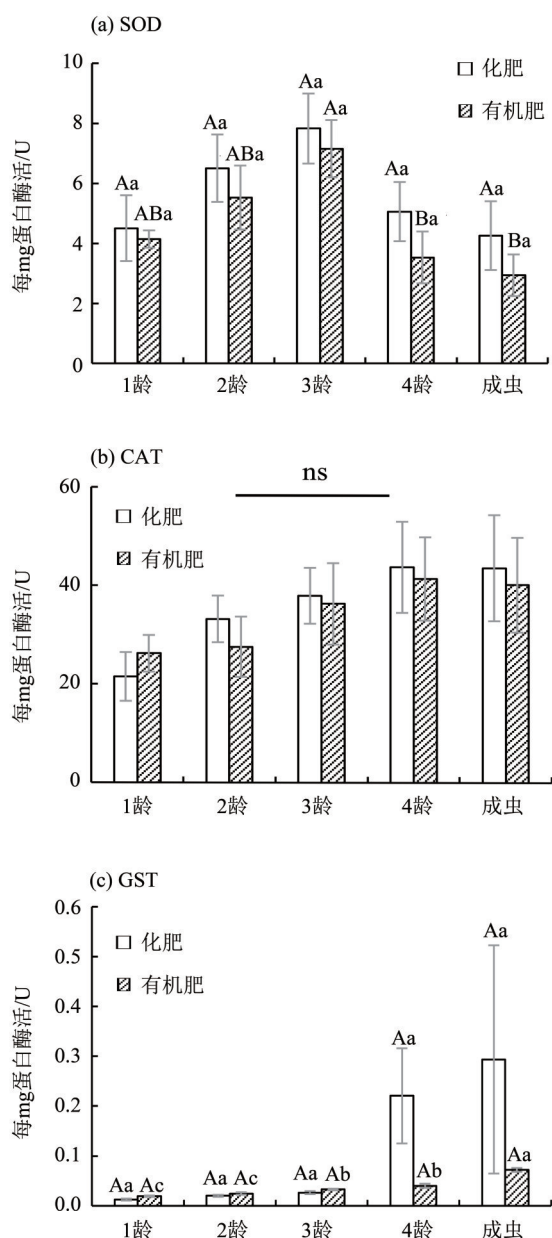 (a) SOD
化肥
有机肥
每mg蛋白酶活/U
10
8
6
4
2
0
Aa
ABa
Aa
ABa
Aa
Aa
Aa
Ba
Aa
Ba
1龄
2龄
3龄
4龄
成虫
(b) CAT
ns
化肥
有机肥
每mg蛋白酶活/U
60
40
20
0
1龄
2龄
3龄
4龄
成虫
(c) GST
化肥
有机肥
每mg蛋白酶活/U
0.6
0.5
0.4
0.3
0.2
0.1
0.0
Aa
Ac
Aa
Ac
Aa
Ab
Aa
Ab
Aa
Aa
1龄
2龄
3龄
4龄
成虫